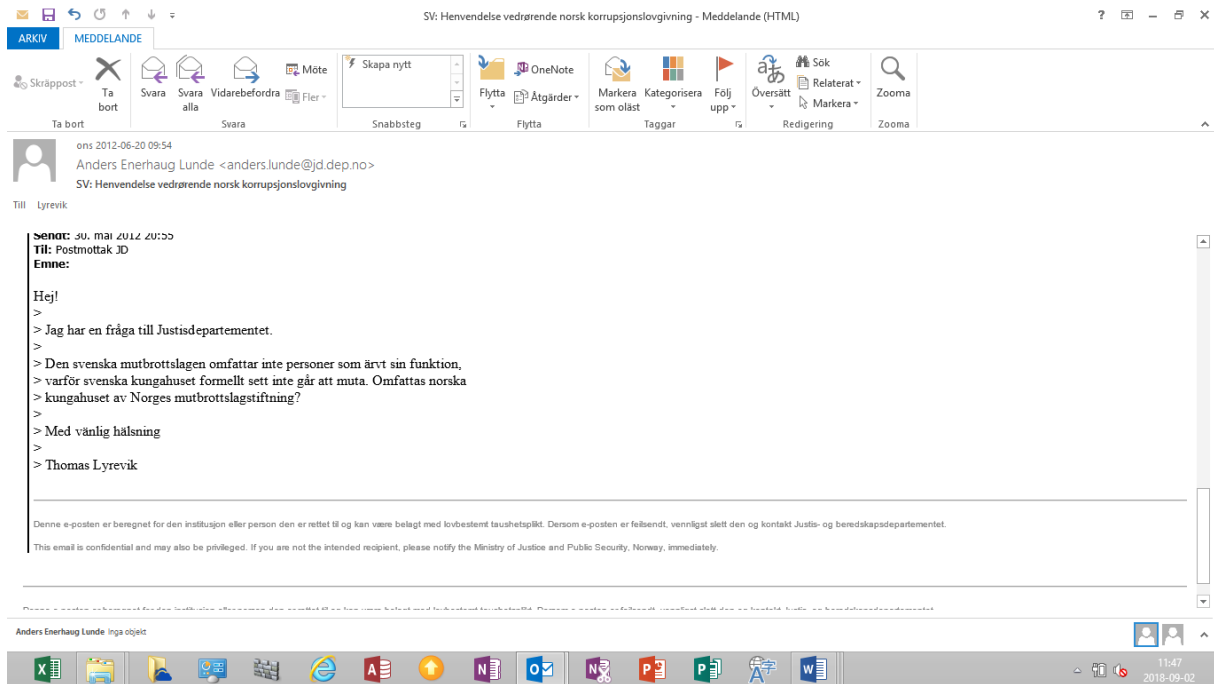 SV: Henvendelse vedrørende norsk korrupsjonslovgivning - Meddelande (HTML)
ARKIV MEDDELANDE
Skräppost
Ta bort
Svara
Svara alla
Vidarebefordra
Möte
Fler
Skapa nytt
Flytta
OneNote
Åtgärder
Markera som oläst
Kategorisera
Följ upp
Översätt
Sök
Relaterat
Markera
Zooma
Ta bort Svara Snabbsteg Flytta Taggar Redigering Zooma
ons 2012-06-20 09:54
Anders Enerhaug Lunde <anders.lunde@jd.dep.no>
SV: Henvendelse vedrørende norsk korrupsjonslovgivning
Till Lyrevik
Sendt: 30. mai 2012 20:55
Til: Postmottak JD
Emne:
Hej!
>
> Jag har en fråga till Justisdepartementet.
>
> Den svenska mutbrottslagen omfattar inte personer som ärvt sin funktion,
> varför svenska kungahuset formellt sett inte går att muta. Omfattas norska
> kungahuset av Norges mutbrottslagstiftning?
>
> Med vänlig hälsning
>
> Thomas Lyrevik
Denne e-posten er beregnet for den institusjon eller person den er rettet til og kan være belagt med lovbestemt taushetsplikt. Dersom e-posten er feilsendt, vennligst slett den og kontakt Justis- og beredskapsdepartementet.
This email is confidential and may also be privileged. If you are not the intended recipient, please notify the Ministry of Justice and Public Security, Norway, immediately.
Anders Enerhaug Lunde Inga objekt
11:47
2018-09-02